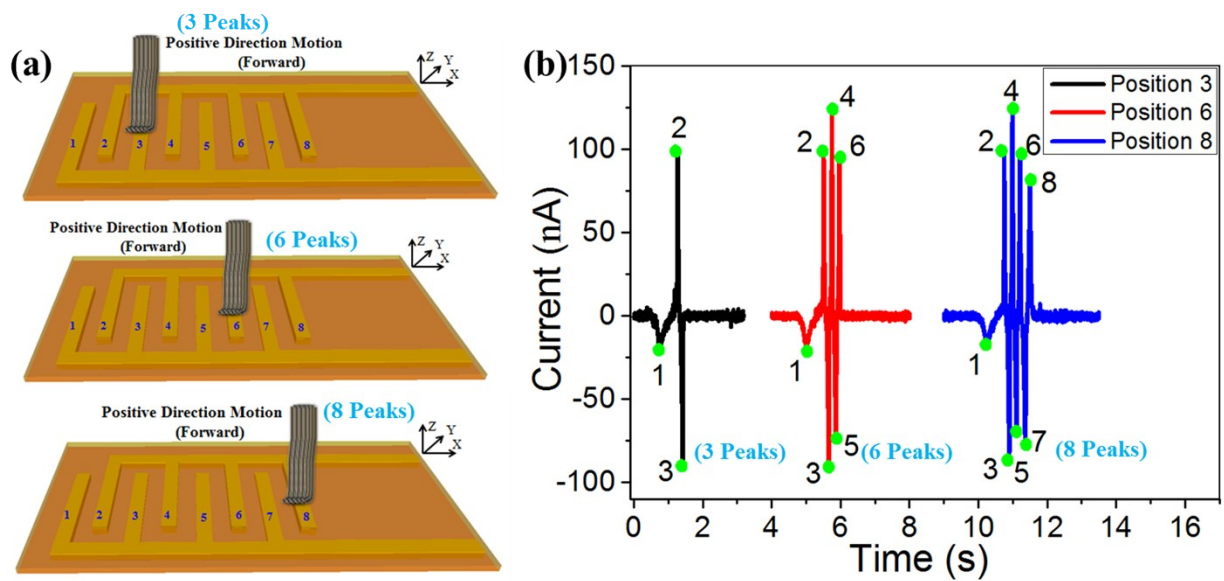 (a)
(3 Peaks)
Positive Direction Motion
(Forward)
Z Y X
1 2 3 4 5 6 7 8
Positive Direction Motion
(Forward)
(6 Peaks)
Z Y X
1 2 3 4 5 6 7 8
Positive Direction Motion
(Forward)
(8 Peaks)
Z Y X
1 2 3 4 5 6 7 8
(b)
Current (nA)
150
100
50
0
-50
-100
Position 3
Position 6
Position 8
1
2
3
(3 Peaks)
1
2
3
4
5
6
(6 Peaks)
1
2
3
4
5
6
7
8
(8 Peaks)
0 2 4 6 8 10 12 14 16
Time (s)